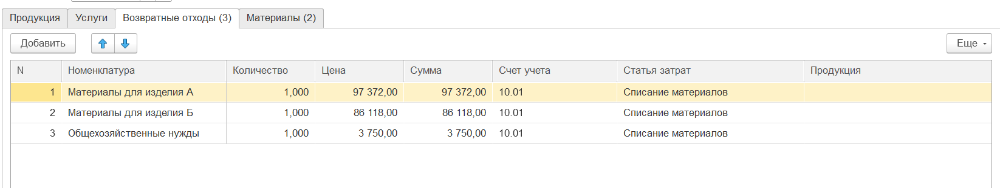 Продукция Услуги Возвратные отходы (3) Материалы (2)
Добавить Еще
N Номенклатура Количество Цена Сумма Счет учета Статья затрат Продукция
1 Материалы для изделия А 1,000 97 372,00 97 372,00 10.01 Списание материалов
2 Материалы для изделия Б 1,000 86 118,00 86 118,00 10.01 Списание материалов
3 Общехозяйственные нужды 1,000 3 750,00 3 750,00 10.01 Списание материалов